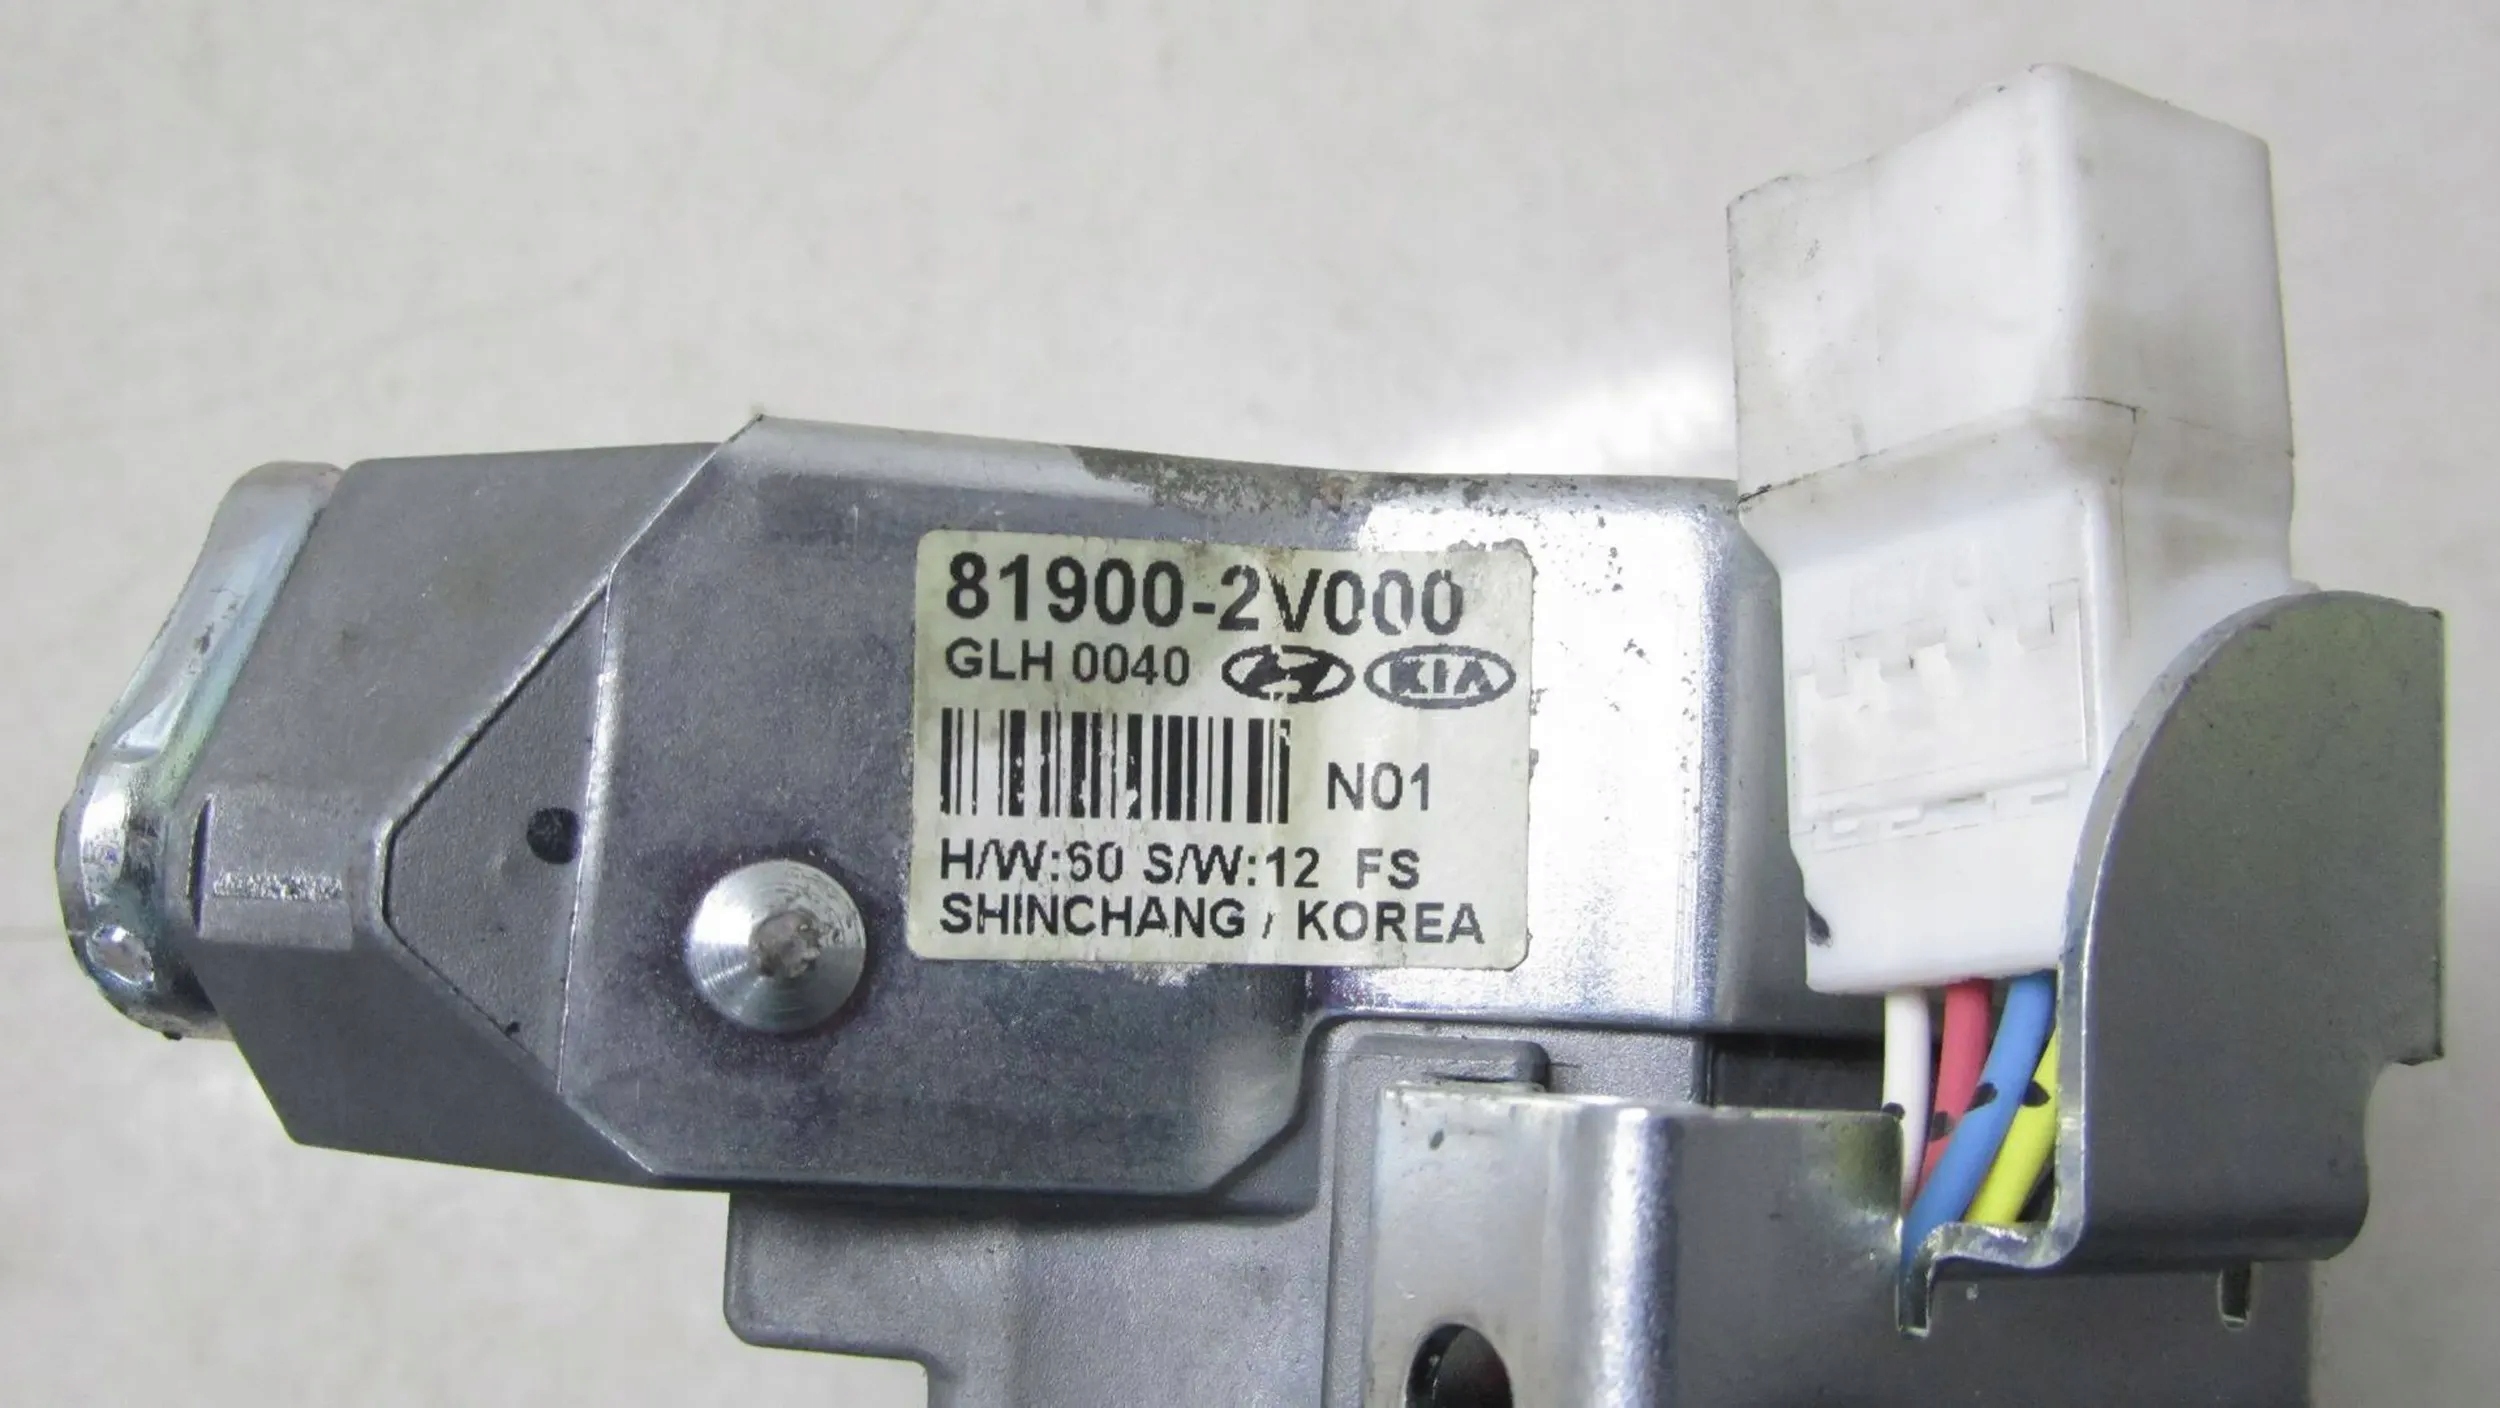 81900-2V000
GLH 0040 KIA
N01
H/W:60 S/W:12 FS
SHINCHANG / KOREA